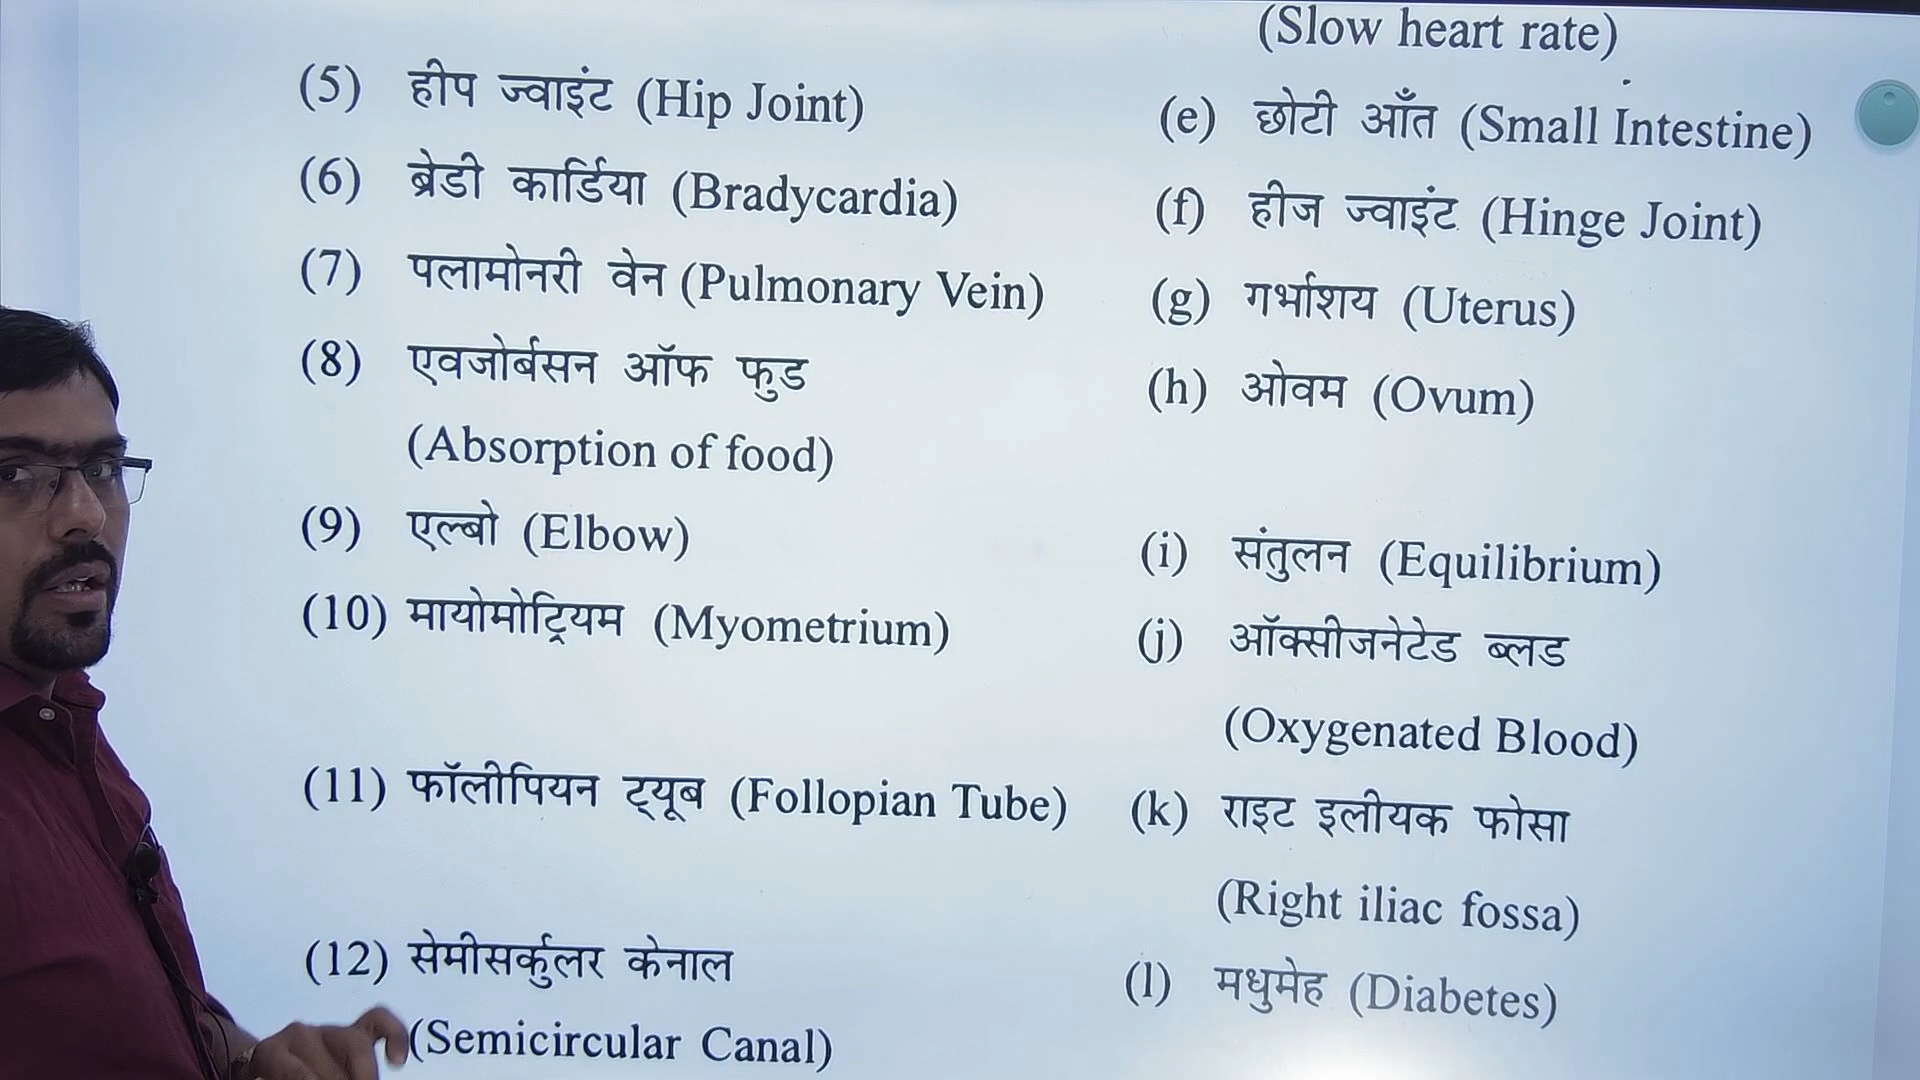 (Slow heart rate)
(5) हीप ज्वाइंट (Hip Joint)
(e) छोटी आँत (Small Intestine)
(6) ब्रेडी कार्डिया (Bradycardia)
(f) हीज ज्वाइंट (Hinge Joint)
(7) पलामोनरी वेन (Pulmonary Vein)
(g) गर्भाशय (Uterus)
(8) एवजोर्बसन ऑफ फुड
(h) ओवम (Ovum)
(Absorption of food)
(9) एल्बो (Elbow)
(i) संतुलन (Equilibrium)
(10) मायोमोट्रियम (Myometrium)
(j) ऑक्सीजनेटेड ब्लड
(Oxygenated Blood)
(11) फॉलीपियन ट्यूब (Follopian Tube)
(k) राइट इलीयक फोसा
(Right iliac fossa)
(12) सेमीसर्कुलर केनाल
(l) मधुमेह (Diabetes)
(Semicircular Canal)